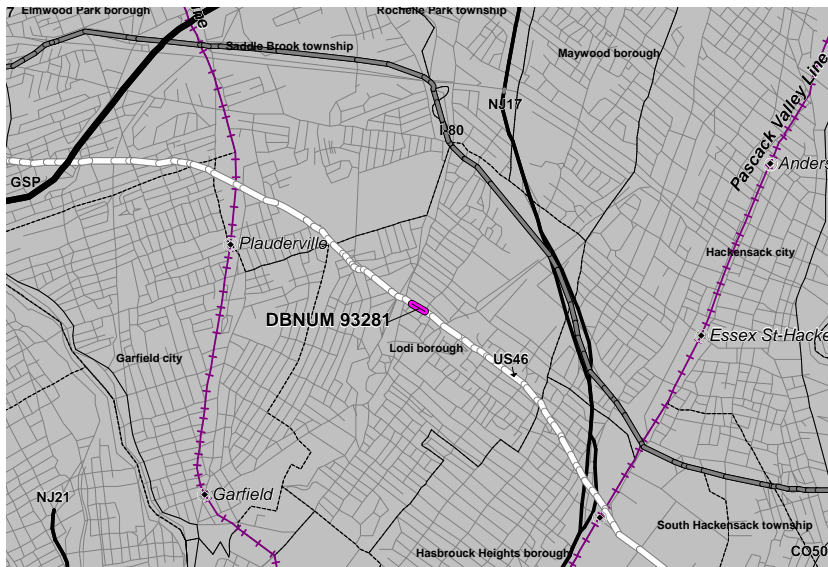 7 Elmwood Park borough
ine
Rochelle Park township
Saddle Brook township
Maywood borough
NJ17
Pascack Valley Line
I-80
Anders
GSP
Plauderville
Hackensack city
DBNUM 93281
Essex St-Hacke
Lodi borough
Garfield city
US46
Garfield
NJ21
South Hackensack township
Hasbrouck Heights borough
CO50